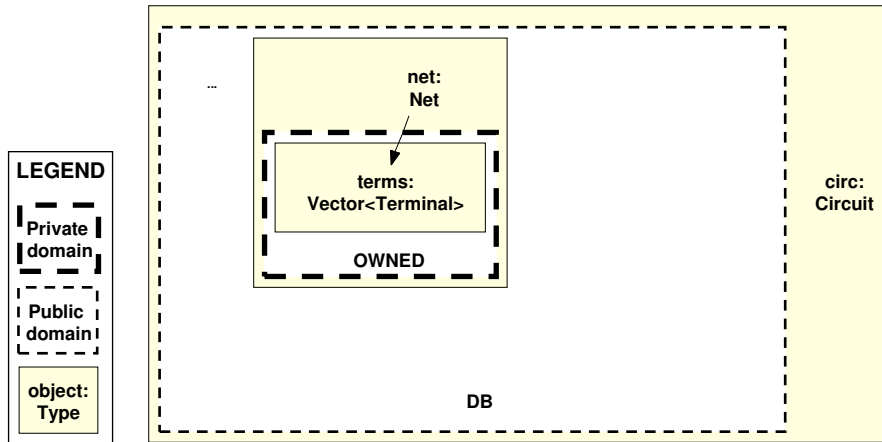 ...
net:
Net
terms:
Vector<Terminal>
OWNED
DB
circ:
Circuit
LEGEND
Private
domain
Public
domain
object:
Type